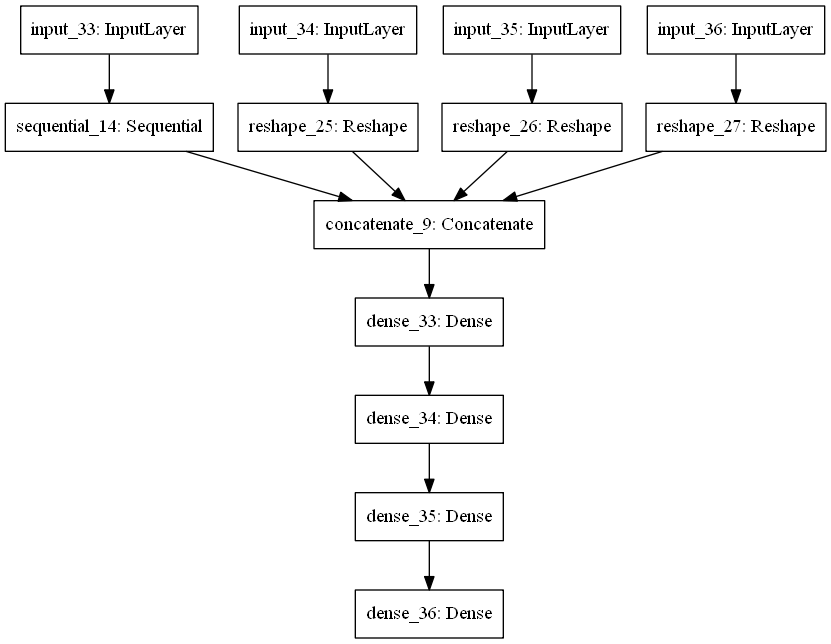 input_33: InputLayer
input_34: InputLayer
input_35: InputLayer
input_36: InputLayer
sequential_14: Sequential
reshape_25: Reshape
reshape_26: Reshape
reshape_27: Reshape
concatenate_9: Concatenate
dense_33: Dense
dense_34: Dense
dense_35: Dense
dense_36: Dense